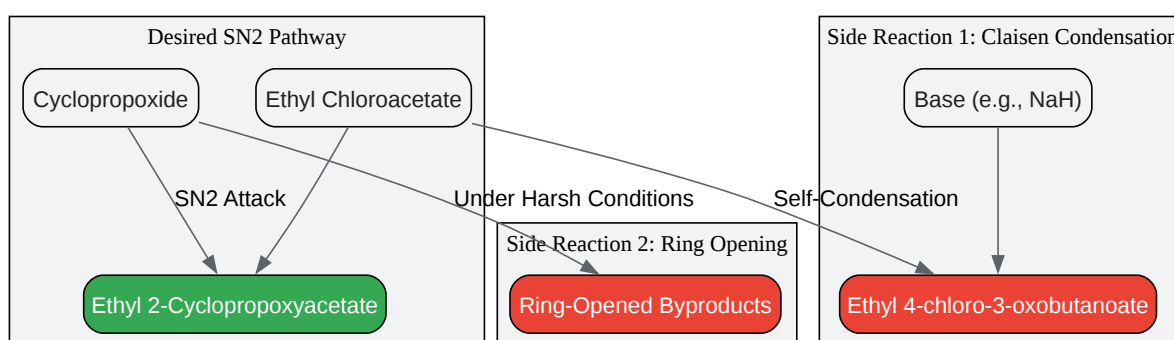 Desired SN2 Pathway
Side Reaction 1: Claisen Condensation
Cyclopropoxide
Ethyl Chloroacetate
Base (e.g., NaH)
SN2 Attack
Under Harsh Conditions
Self-Condensation
Side Reaction 2: Ring Opening
Ethyl 2-Cyclopropoxyacetate
Ring-Opened Byproducts
Ethyl 4-chloro-3-oxobutanoate